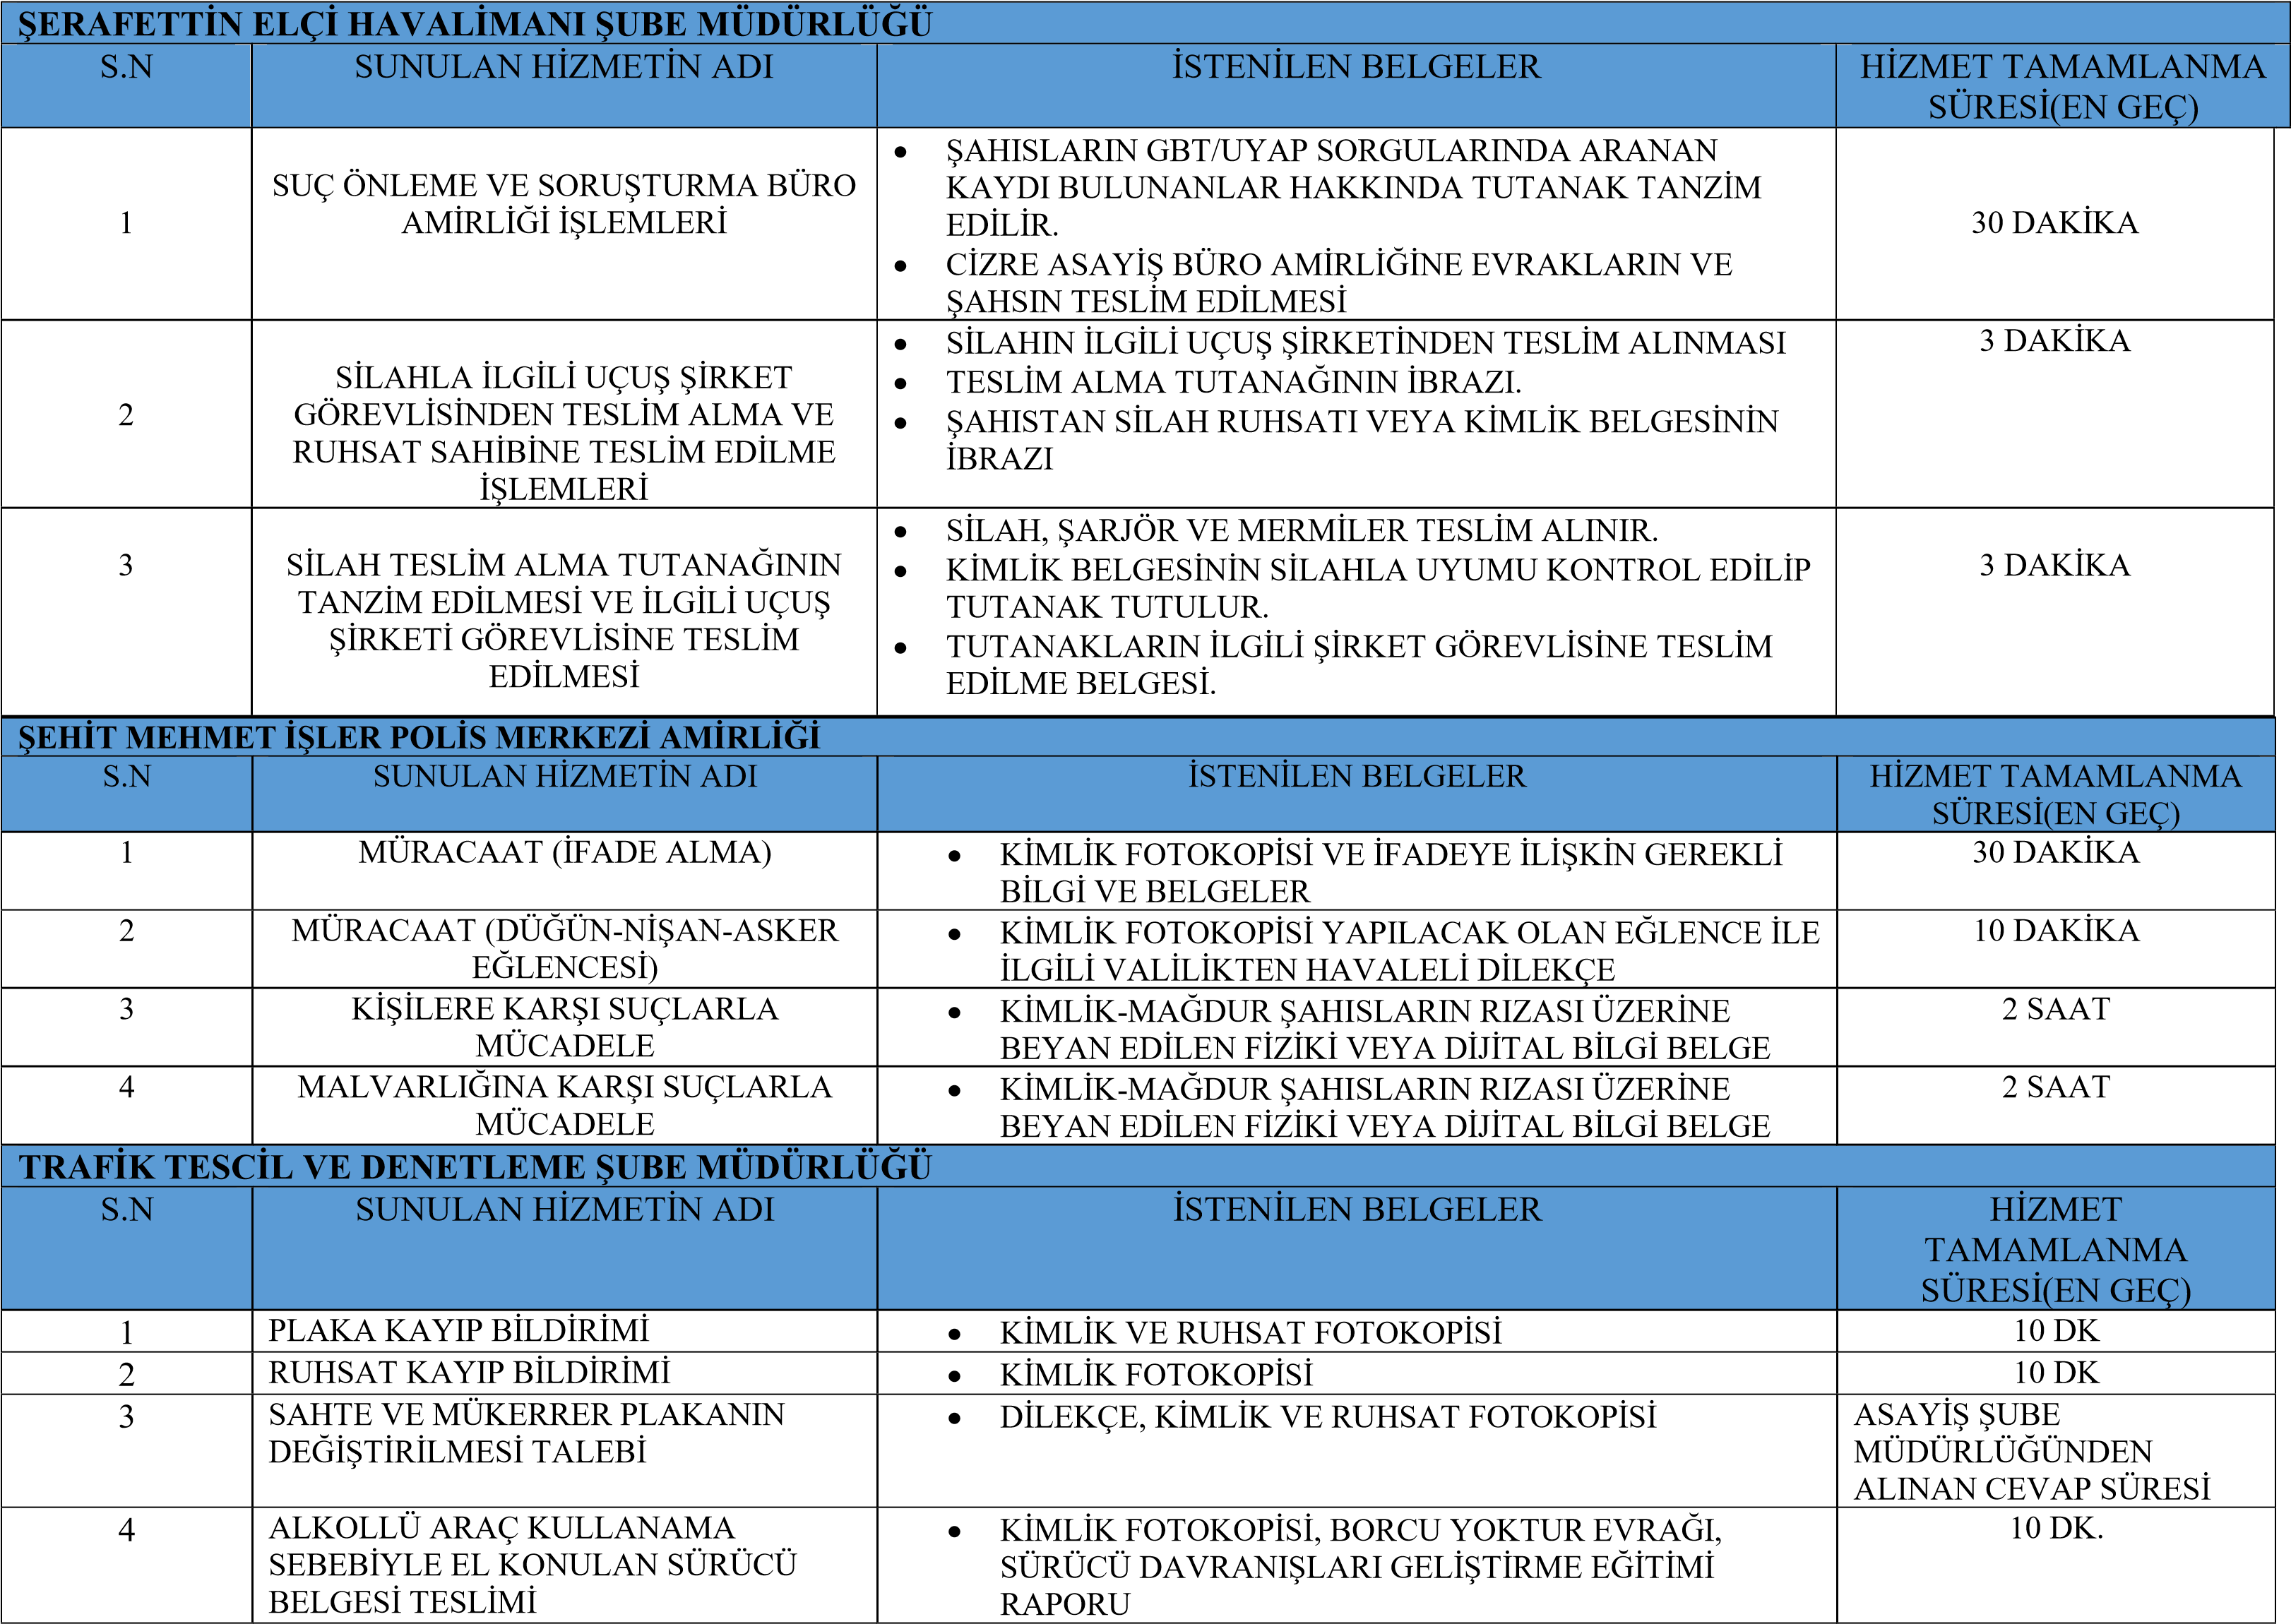 ŞERAFETTİN ELÇİ HAVALİMANI ŞUBE MÜDÜRLÜĞÜ
S.N
SUNULAN HİZMETİN ADI
İSTENİLEN BELGELER
HİZMET TAMAMLANMA
SÜRESİ(EN GEÇ)
1
SUÇ ÖNLEME VE SORUŞTURMA BÜRO
AMİRLİĞİ İŞLEMLERİ
• ŞAHISLARIN GBT/UYAP SORGULARINDA ARANAN
KAYDI BULUNANLAR HAKKINDA TUTANAK TANZİM
EDİLİR.
• CİZRE ASAYİŞ BÜRO AMİRLİĞİNE EVRAKLARIN VE
ŞAHSIN TESLİM EDİLMESİ
30 DAKİKA
2
SİLAHLA İLGİLİ UÇUŞ ŞİRKET
GÖREVLİSİNDEN TESLİM ALMA VE
RUHSAT SAHİBİNE TESLİM EDİLME
İŞLEMLERİ
• SİLAHIN İLGİLİ UÇUŞ ŞİRKETİNDEN TESLİM ALINMASI
• TESLİM ALMA TUTANAĞININ İBRAZI.
• ŞAHISTAN SİLAH RUHSATI VEYA KİMLİK BELGESİNİN
İBRAZI
3 DAKİKA
3
SİLAH TESLİM ALMA TUTANAĞININ
TANZİM EDİLMESİ VE İLGİLİ UÇUŞ
ŞİRKETİ GÖREVLİSİNE TESLİM
EDİLMESİ
• SİLAH, ŞARJÖR VE MERMİLER TESLİM ALINIR.
• KİMLİK BELGESİNİN SİLAHLA UYUMU KONTROL EDİLİP
TUTANAK TUTULUR.
• TUTANAKLARIN İLGİLİ ŞİRKET GÖREVLİSİNE TESLİM
EDİLME BELGESİ.
3 DAKİKA
ŞEHİT MEHMET İŞLER POLİS MERKEZİ AMİRLİĞİ
S.N
SUNULAN HİZMETİN ADI
İSTENİLEN BELGELER
HİZMET TAMAMLANMA
SÜRESİ(EN GEÇ)
1
MÜRACAAT (İFADE ALMA)
• KİMLİK FOTOKOPİSİ VE İFADEYE İLİŞKİN GEREKLİ
BİLGİ VE BELGELER
30 DAKİKA
2
MÜRACAAT (DÜĞÜN-NİŞAN-ASKER
EĞLENCESİ)
• KİMLİK FOTOKOPİSİ YAPILACAK OLAN EĞLENCE İLE
İLGİLİ VALİLİKTEN HAVALELİ DİLEKÇE
10 DAKİKA
3
KİŞİLERE KARŞI SUÇLARLA
MÜCADELE
• KİMLİK-MAĞDUR ŞAHISLARIN RIZASI ÜZERİNE
BEYAN EDİLEN FİZİKİ VEYA DİJİTAL BİLGİ BELGE
2 SAAT
4
MALVARLIĞINA KARŞI SUÇLARLA
MÜCADELE
• KİMLİK-MAĞDUR ŞAHISLARIN RIZASI ÜZERİNE
BEYAN EDİLEN FİZİKİ VEYA DİJİTAL BİLGİ BELGE
2 SAAT
TRAFİK TESCİL VE DENETLEME ŞUBE MÜDÜRLÜĞÜ
S.N
SUNULAN HİZMETİN ADI
İSTENİLEN BELGELER
HİZMET
TAMAMLANMA
SÜRESİ(EN GEÇ)
1
PLAKA KAYIP BİLDİRİMİ
• KİMLİK VE RUHSAT FOTOKOPİSİ
10 DK
2
RUHSAT KAYIP BİLDİRİMİ
• KİMLİK FOTOKOPİSİ
10 DK
3
SAHTE VE MÜKERRER PLAKANIN
DEĞİŞTİRİLMESİ TALEBİ
• DİLEKÇE, KİMLİK VE RUHSAT FOTOKOPİSİ
ASAYİŞ ŞUBE
MÜDÜRLÜĞÜNDEN
ALINAN CEVAP SÜRESİ
4
ALKOLLÜ ARAÇ KULLANAMA
SEBEBİYLE EL KONULAN SÜRÜCÜ
BELGESİ TESLİMİ
• KİMLİK FOTOKOPİSİ, BORCU YOKTUR EVRAĞI,
SÜRÜCÜ DAVRANIŞLARI GELİŞTİRME EĞİTİMİ
RAPORU
10 DK.